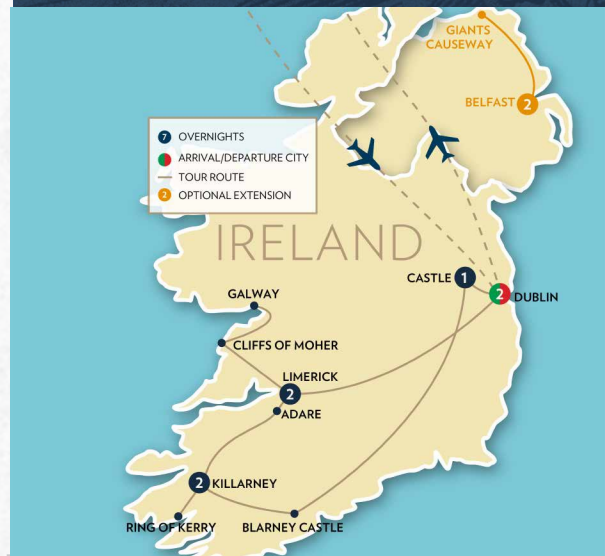 GIANTS
CAUSEWAY
BELFAST 2
7 OVERNIGHTS
ARRIVAL/DEPARTURE CITY
TOUR ROUTE
2 OPTIONAL EXTENSION
IRELAND
CASTLE 1
2 DUBLIN
GALWAY
CLIFFS OF MOHER
LIMERICK
2
ADARE
2 KILLARNEY
RING OF KERRY
BLARNEY CASTLE